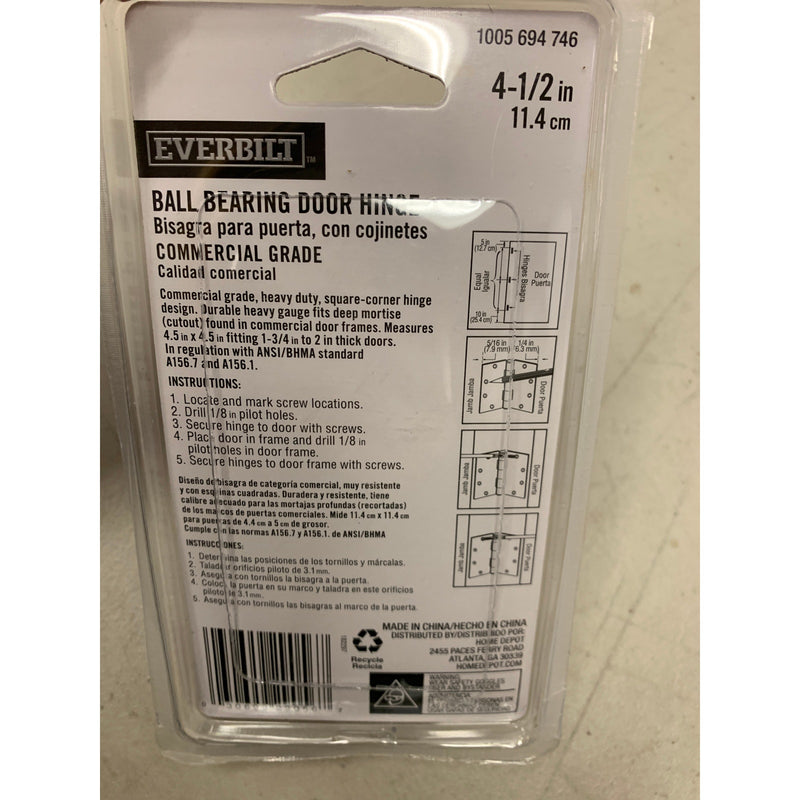 1005 694 746
4-1/2 in
11.4 cm
EVERBILT™
BALL BEARING DOOR HINGE
Bisagra para puerta, con cojinetes
COMMERCIAL GRADE
Calidad comercial
Commercial grade, heavy duty, square-corner hinge
design. Durable heavy gauge fits deep mortise
(cutout) found in commercial door frames. Measures
4.5 in x 4.5 in fitting 1-3/4 in to 2 in thick doors.
In regulation with ANSI/BHMA standard
A156.7 and A156.1.
INSTRUCTIONS:
1. Locate and mark screw locations.
2. Drill 1/8 in pilot holes.
3. Secure hinge to door with screws.
4. Place door in frame and drill 1/8 in
pilot holes in door frame.
5. Secure hinges to door frame with screws.
Diseño de bisagra de categoría comercial, muy resistente
y con esquinas cuadradas. Duradera y resistente, tiene
calibre adecuado para las mortajas profundas (recortadas)
de los marcos de puertas comerciales. Mide 11.4 cm x 11.4 cm
para puertas de 4.4 cm a 5 cm de grosor.
Cumple con las normas A156.7 y A156.1. de ANSI/BHMA
INSTRUCCIONES:
1. Determina las posiciones de los tornillos y márcalas.
2. Taladra orificios piloto de 3.1 mm.
3. Asegura con tornillos la bisagra a la puerta.
4. Coloca la puerta en su marco y taladra en este orificios
piloto de 3.1 mm.
5. Asegura con tornillos las bisagras al marco de la puerta.
5 in
(12.7 cm)
Equal
Igualar
Hinges Bisagra
Door
Puerta
10 in
(25.4 cm)
5/16 in
(7.9 mm)
1/4 in
(6.3 mm)
Door Puerta
Door Puerta
Door Puerta
MADE IN CHINA/HECHO EN CHINA
DISTRIBUTED BY/DISTRIBUIDO POR:
HOME DEPOT
2455 PACES FERRY ROAD
ATLANTA, GA 30339
HOMEDEPOT.COM
Recycle
Recicla
WARNING:
WEAR SAFETY GOGGLES
USER AND BYSTANDER
ADVERTENCIA: